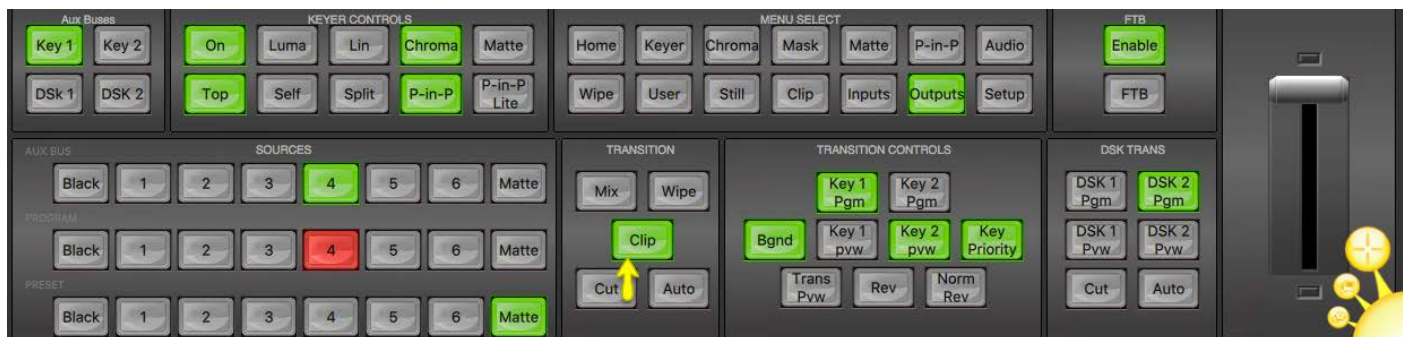 Aux Buses KEYER CONTROLS MENU SELECT FTB
Key 1 Key 2 On Luma Lin Chroma Matte Home Keyer Chroma Mask Matte P-in-P Audio Enable
DSk 1 DSK 2 Top Self Split P-in-P P-in-P Lite Wipe User Still Clip Inputs Outputs Setup FTB
AUX BUS SOURCES TRANSITION TRANSITION CONTROLS DSK TRANS
Black 1 2 3 4 5 6 Matte Mix Wipe Key 1 Pgm Key 2 Pgm DSK 1 Pgm DSK 2 Pgm
PROGRAM
Black 1 2 3 4 5 6 Matte Clip Bgnd Key 1 pvw Key 2 pvw Key Priority DSK 1 Pvw DSK 2 Pvw
PRESET
Cut Auto Trans Pvw Rev Norm Rev Cut Auto
Black 1 2 3 4 5 6 Matte